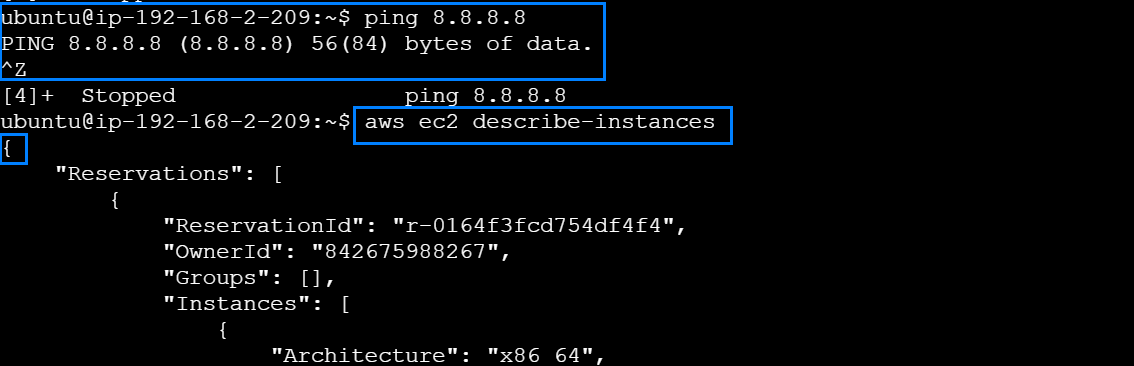 ubuntu@ip-192-168-2-209:~$ ping 8.8.8.8
PING 8.8.8.8 (8.8.8.8) 56(84) bytes of data.
^Z
[4]+  Stopped                 ping 8.8.8.8
ubuntu@ip-192-168-2-209:~$ aws ec2 describe-instances
{
    "Reservations": [
        {
            "ReservationId": "r-0164f3fcd754df4f4",
            "OwnerId": "842675988267",
            "Groups": [],
            "Instances": [
                {
                    "Architecture": "x86_64",